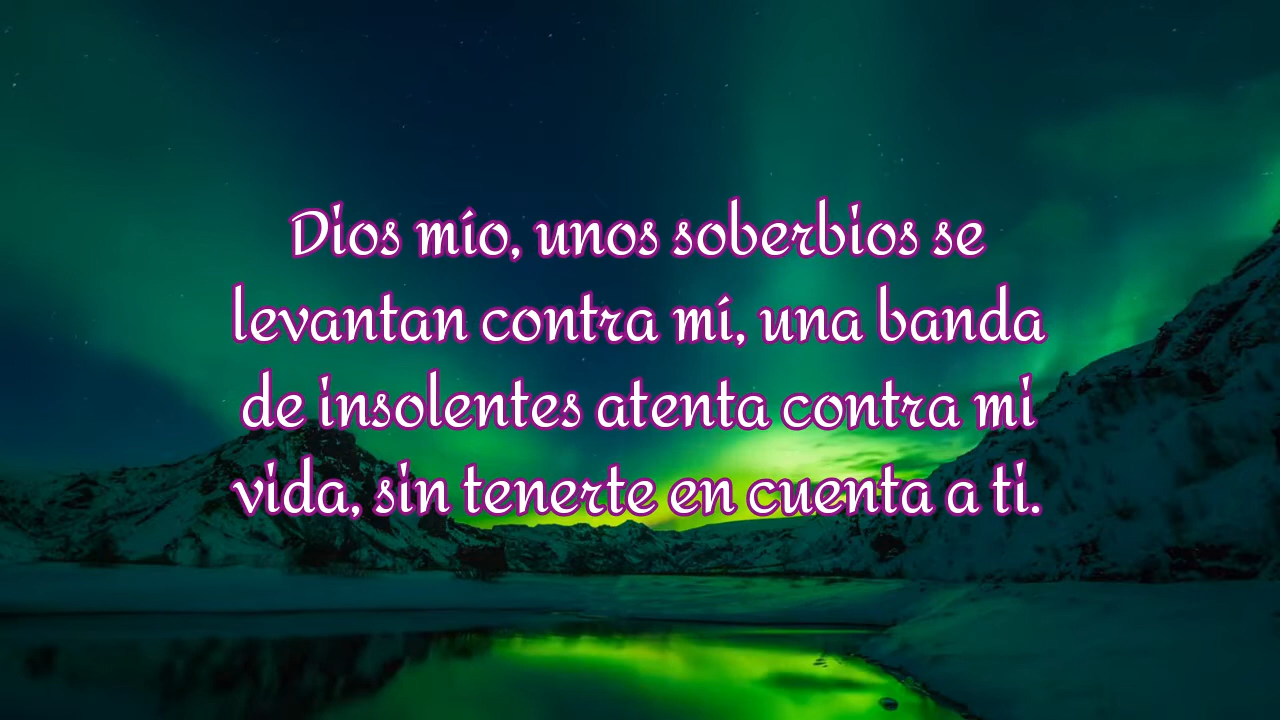 Dios mío, unos soberbios se
levantan contra mí, una banda
de insolentes atenta contra mi
vida, sin tenerte en cuenta a ti.